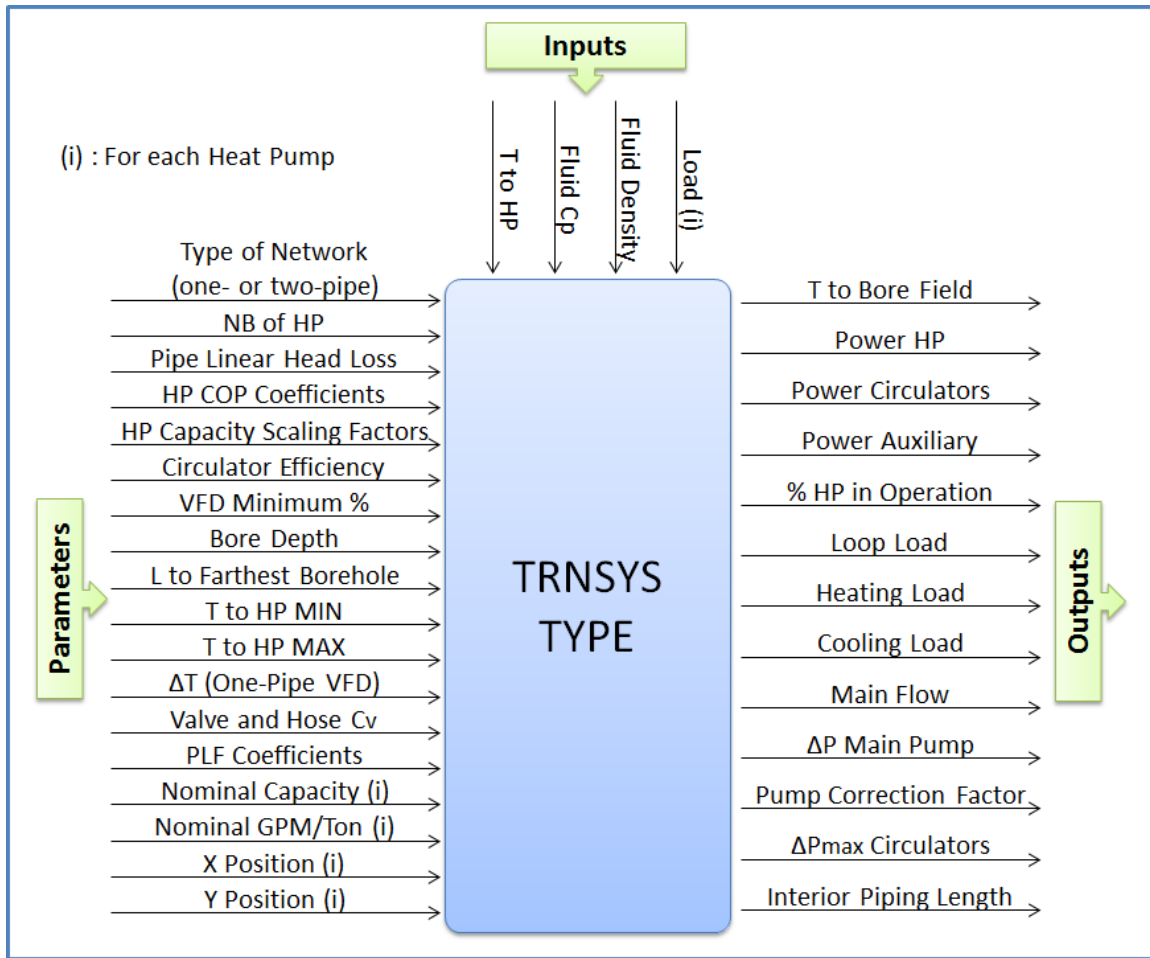 Inputs
(i) : For each Heat Pump
T to HP
Fluid Cp
Fluid Density
Load (i)
Parameters
Type of Network
(one- or two-pipe)
NB of HP
Pipe Linear Head Loss
HP COP Coefficients
HP Capacity Scaling Factors
Circulator Efficiency
VFD Minimum %
Bore Depth
L to Farthest Borehole
T to HP MIN
T to HP MAX
ΔT (One-Pipe VFD)
Valve and Hose Cv
PLF Coefficients
Nominal Capacity (i)
Nominal GPM/Ton (i)
X Position (i)
Y Position (i)
TRNSYS
TYPE
T to Bore Field
Power HP
Power Circulators
Power Auxiliary
% HP in Operation
Loop Load
Heating Load
Cooling Load
Main Flow
ΔP Main Pump
Pump Correction Factor
ΔPmax Circulators
Interior Piping Length
Outputs